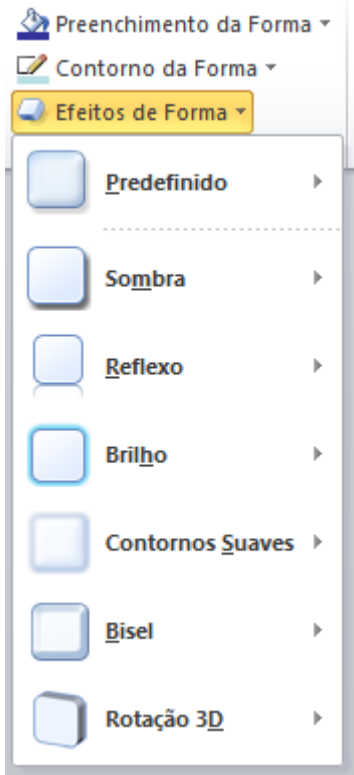 Preenchimento da Forma
Contorno da Forma
Efeitos de Forma
Predefinido
Sombra
Reflexo
Brilho
Contornos Suaves
Bisel
Rotação 3D